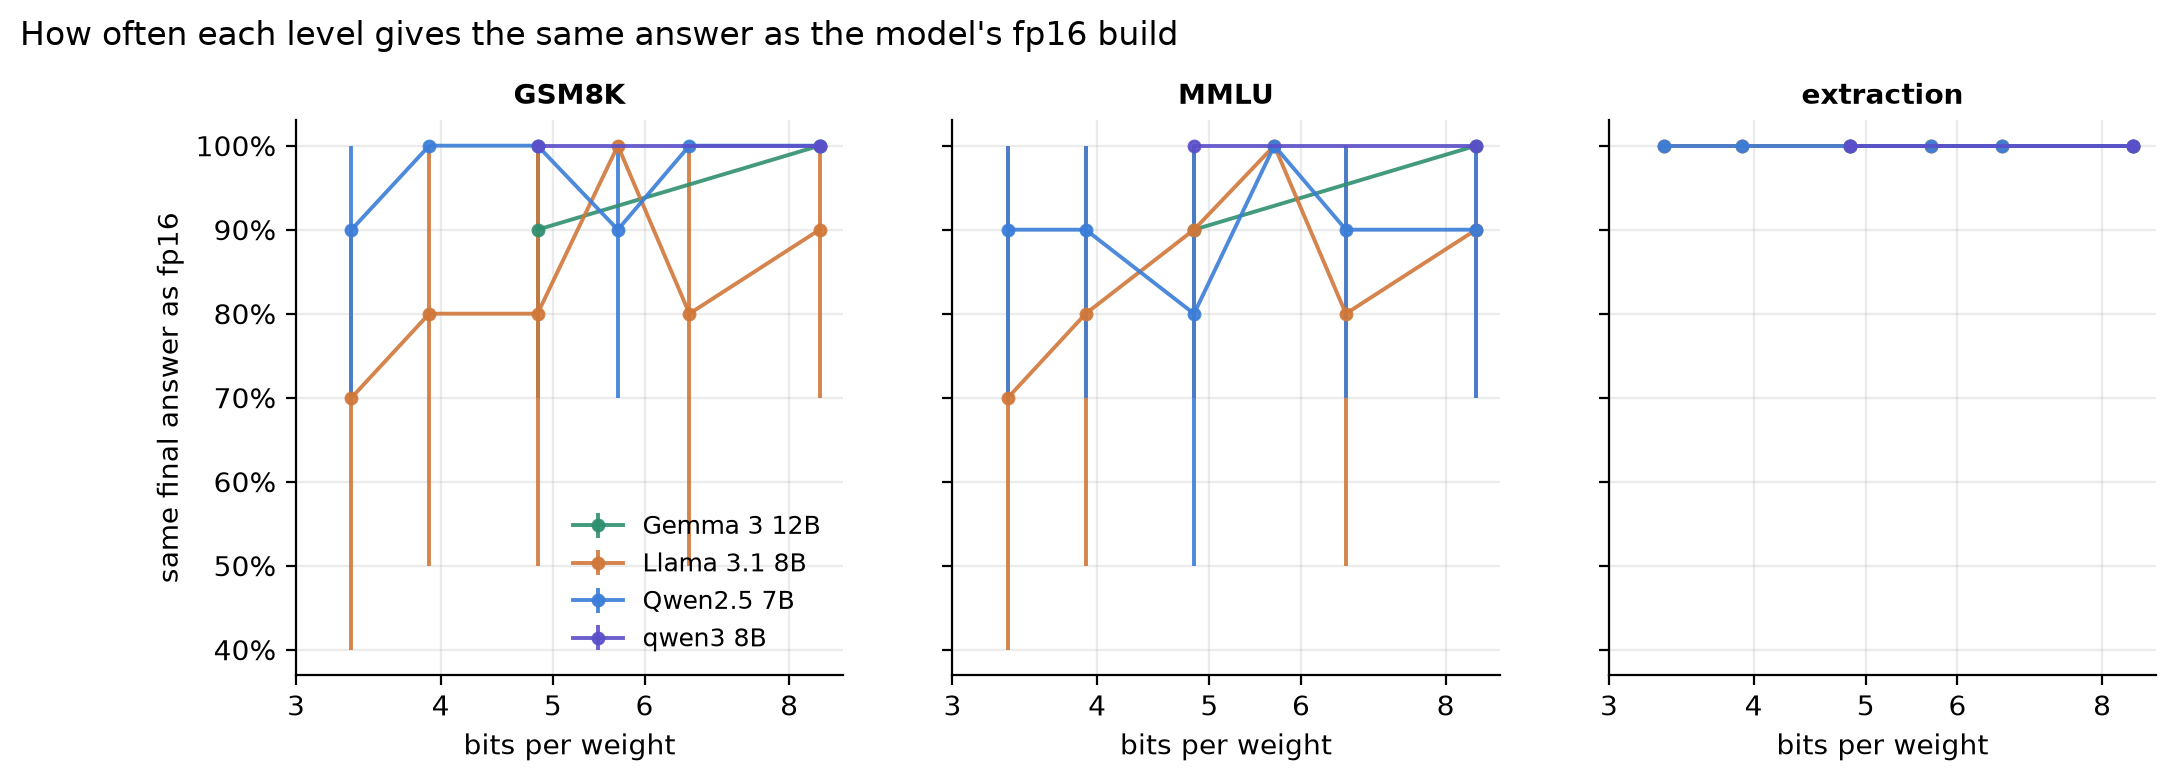 How often each level gives the same answer as the model's fp16 build
GSM8K
MMLU
extraction
same final answer as fp16
100%
90%
80%
70%
60%
50%
40%
Gemma 3 12B
Llama 3.1 8B
Qwen2.5 7B
qwen3 8B
3 4 5 6 8
3 4 5 6 8
3 4 5 6 8
bits per weight
bits per weight
bits per weight